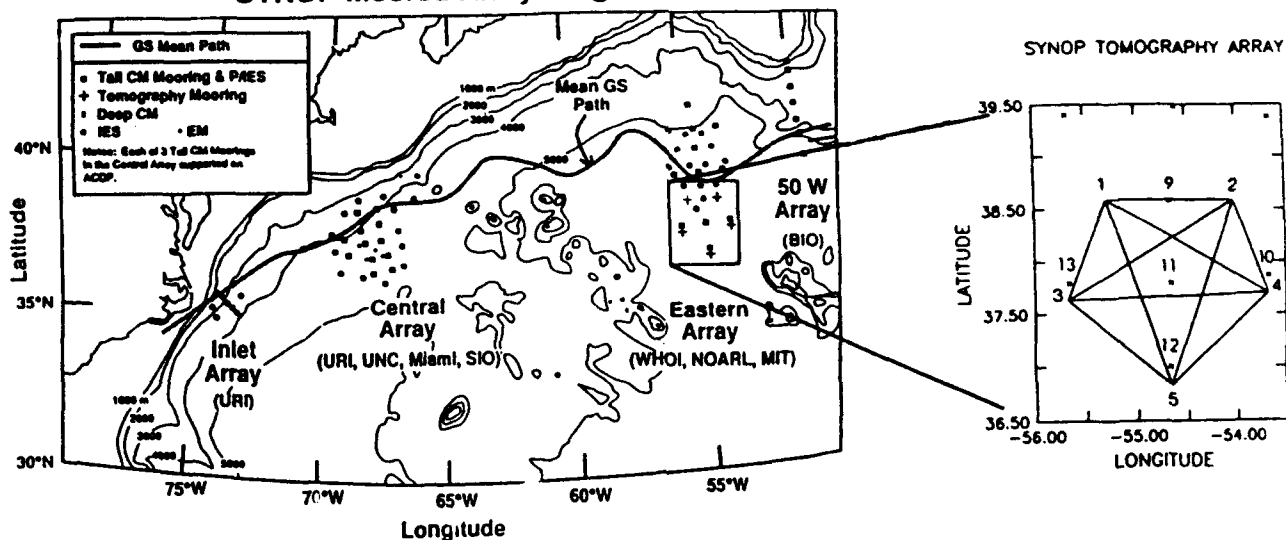 GS Mean Path
Tall CM Mooring & P/IES
+ Tomography Mooring
Deep CM
IES · EM
Notes: Each of 3 Tall CM Moorings
in the Central Array supported an
ADCP.
1000 m
2000
3000
4000
5000
Mean GS
Path
40°N
35°N
30°N
Latitude
50 W
Array
(BIO)
Inlet
Array
(URI)
Central
Array
(URI, UNC, Miami, SIO)
Eastern
Array
(WHOI, NOARL, MIT)
1000 m
2000
3000
4000
5000
75°W
70°W
65°W
60°W
55°W
Longitude
SYNOP TOMOGRAPHY ARRAY
39.50
38.50
37.50
36.50
LATITUDE
1
9
2
13
11
10
3
4
12
5
-56.00
-55.00
-54.00
LONGITUDE